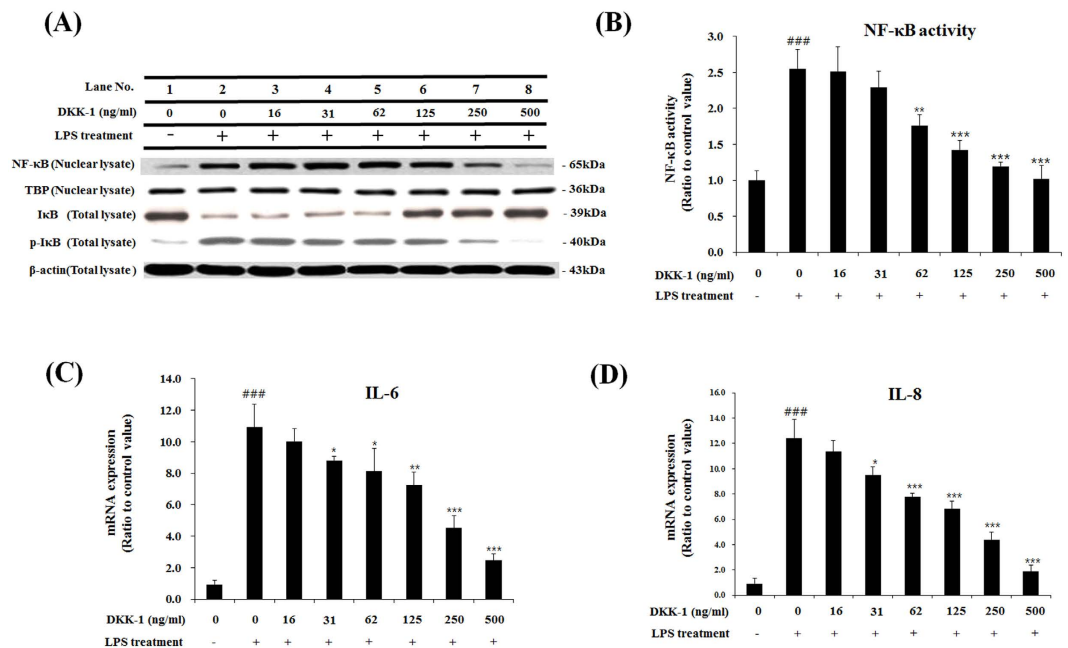 (A)
Lane No. 1 2 3 4 5 6 7 8
DKK-1 (ng/ml) 0 0 16 31 62 125 250 500
LPS treatment - + + + + + + +
NF-κB (Nuclear lysate) - 65kDa
TBP (Nuclear lysate) - 36kDa
IκB (Total lysate) - 39kDa
p-IκB (Total lysate) - 40kDa
β-actin(Total lysate) - 43kDa
(B)
NF-κB activity
NF-κB activity
(Ratio to control value)
3.0
2.5
2.0
1.5
1.0
0.5
0.0
###
**
***
***
***
DKK-1 (ng/ml) 0 0 16 31 62 125 250 500
LPS treatment - + + + + + + +
(C)
IL-6
mRNA expression
(Ratio to control value)
14.0
12.0
10.0
8.0
6.0
4.0
2.0
0.0
###
*
*
**
***
***
DKK-1 (ng/ml) 0 0 16 31 62 125 250 500
LPS treatment - + + + + + + +
(D)
IL-8
mRNA expression
(Ratio to control value)
16.0
14.0
12.0
10.0
8.0
6.0
4.0
2.0
0.0
###
*
***
***
***
***
DKK-1 (ng/ml) 0 0 16 31 62 125 250 500
LPS treatment - + + + + + + +